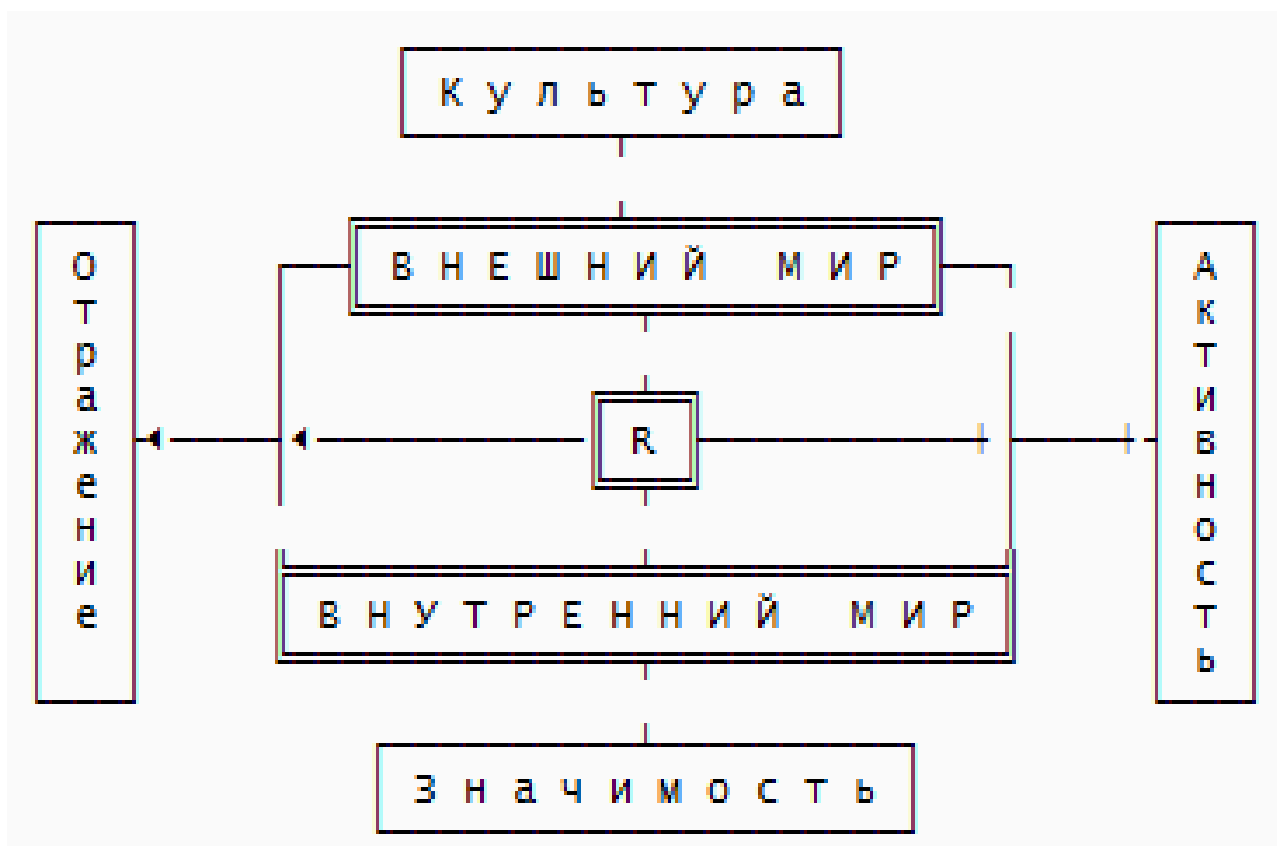 Культура
ВНЕШНИЙ МИР
Отражение
R
Активность
ВНУТРЕННИЙ МИР
Значимость